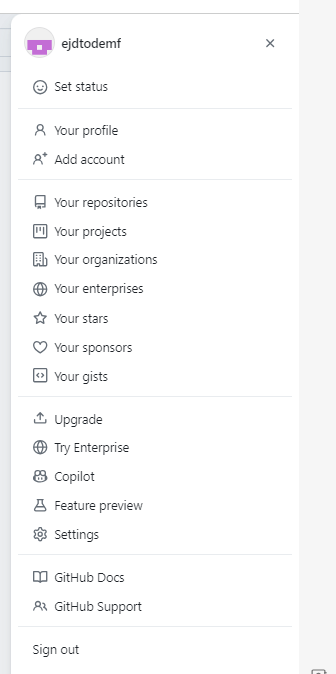 ejdtodemf
Set status
Your profile
Add account
Your repositories
Your projects
Your organizations
Your enterprises
Your stars
Your sponsors
Your gists
Upgrade
Try Enterprise
Copilot
Feature preview
Settings
GitHub Docs
GitHub Support
Sign out